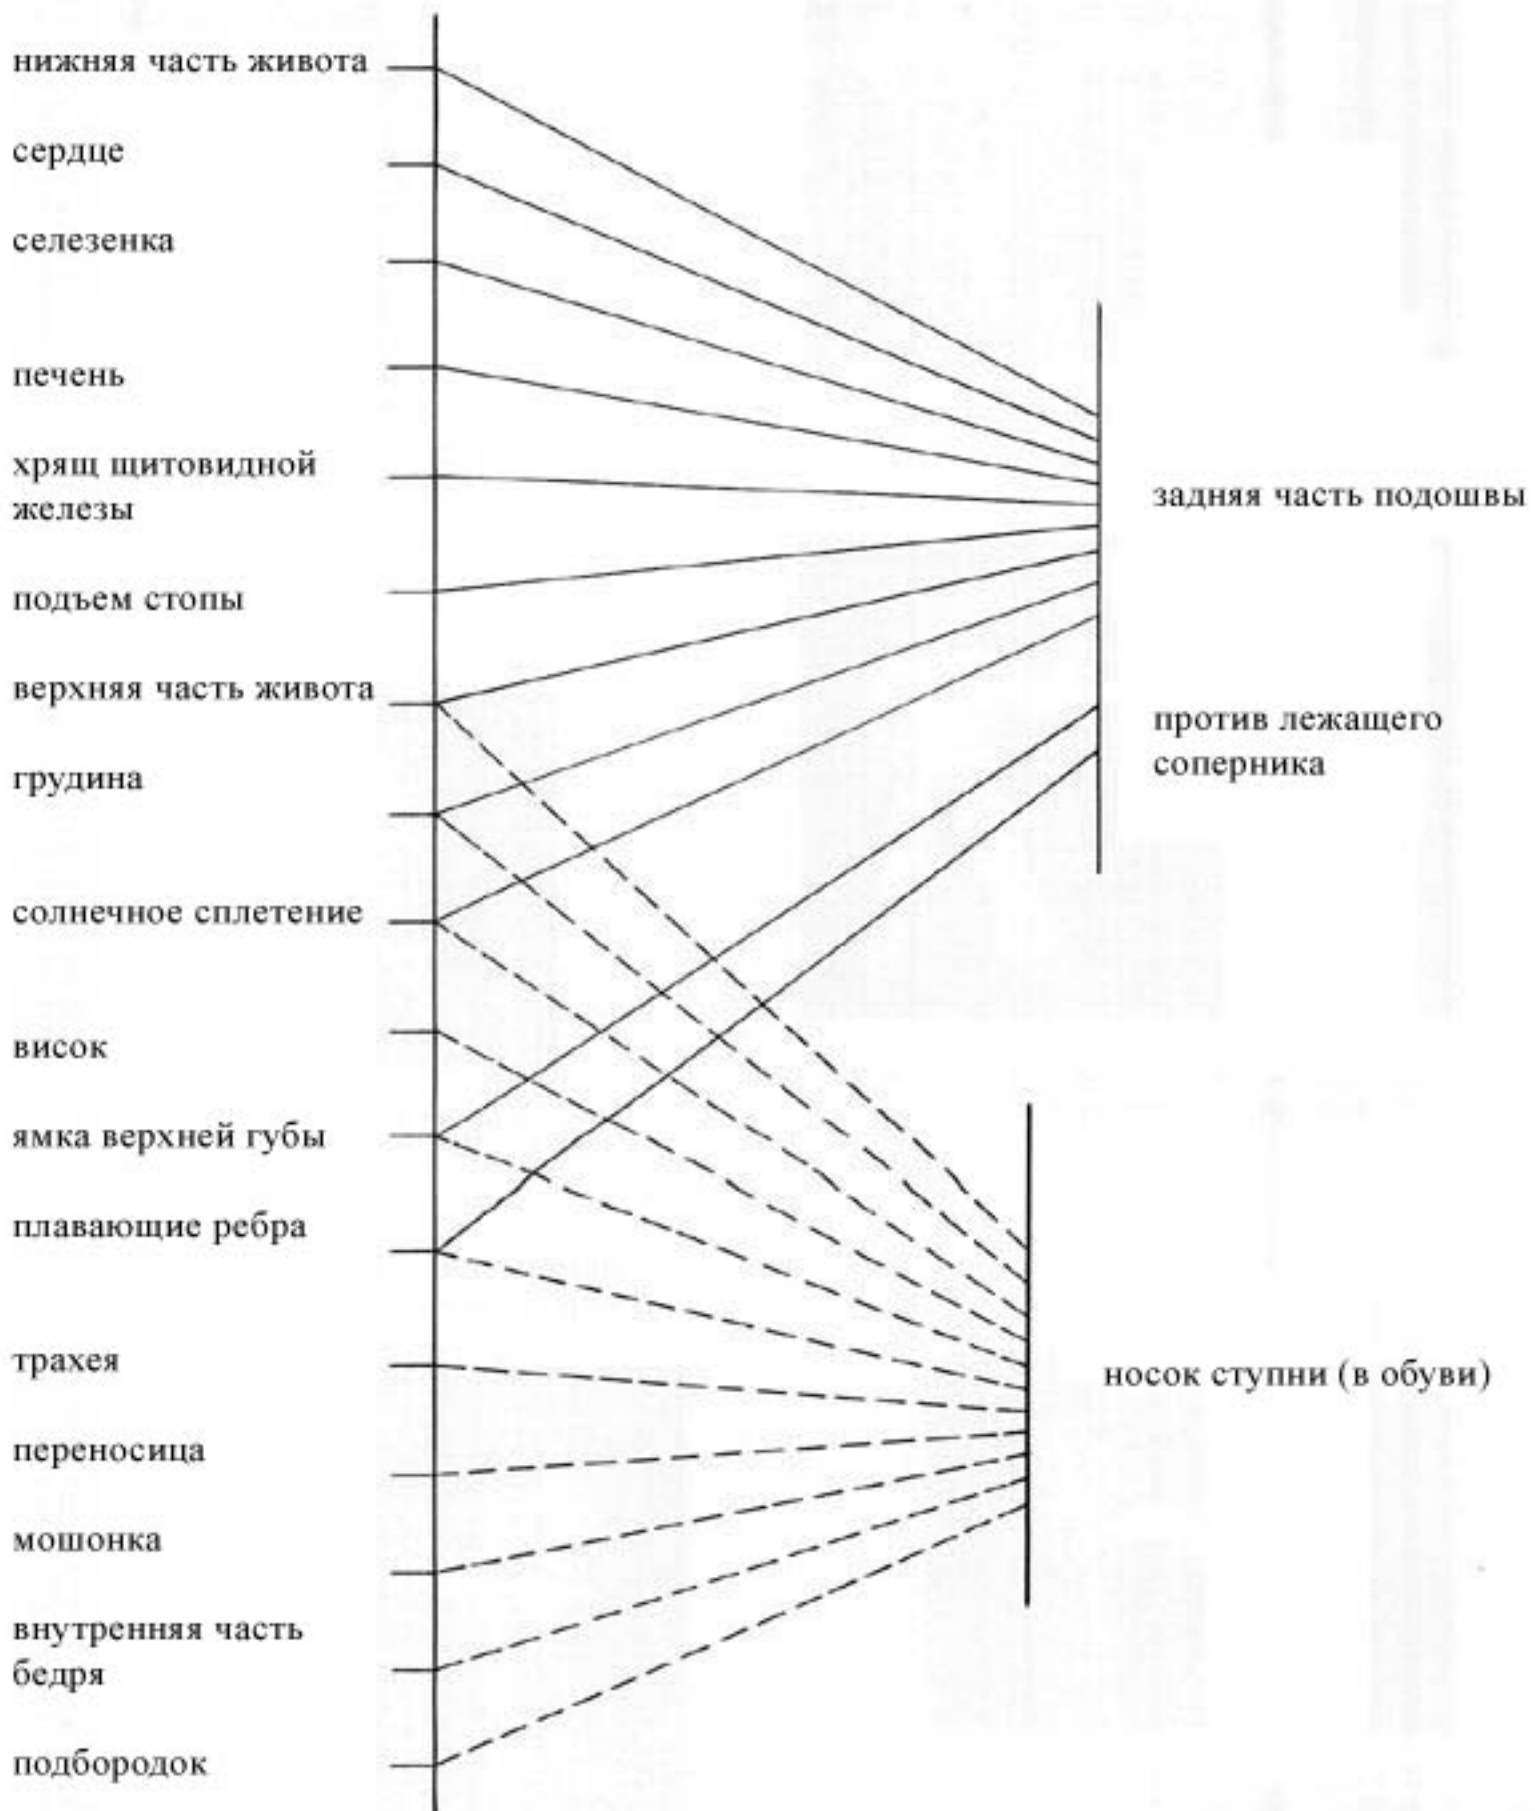 нижняя часть живота
сердце
селезенка
печень
хрящ щитовидной
железы
подъем стопы
верхняя часть живота
грудина
солнечное сплетение
висок
ямка верхней губы
плавающие ребра
трахея
переносица
мошонка
внутренняя часть
бедря
подбородок
задняя часть подошвы
против лежащего
соперника
носок ступни (в обуви)